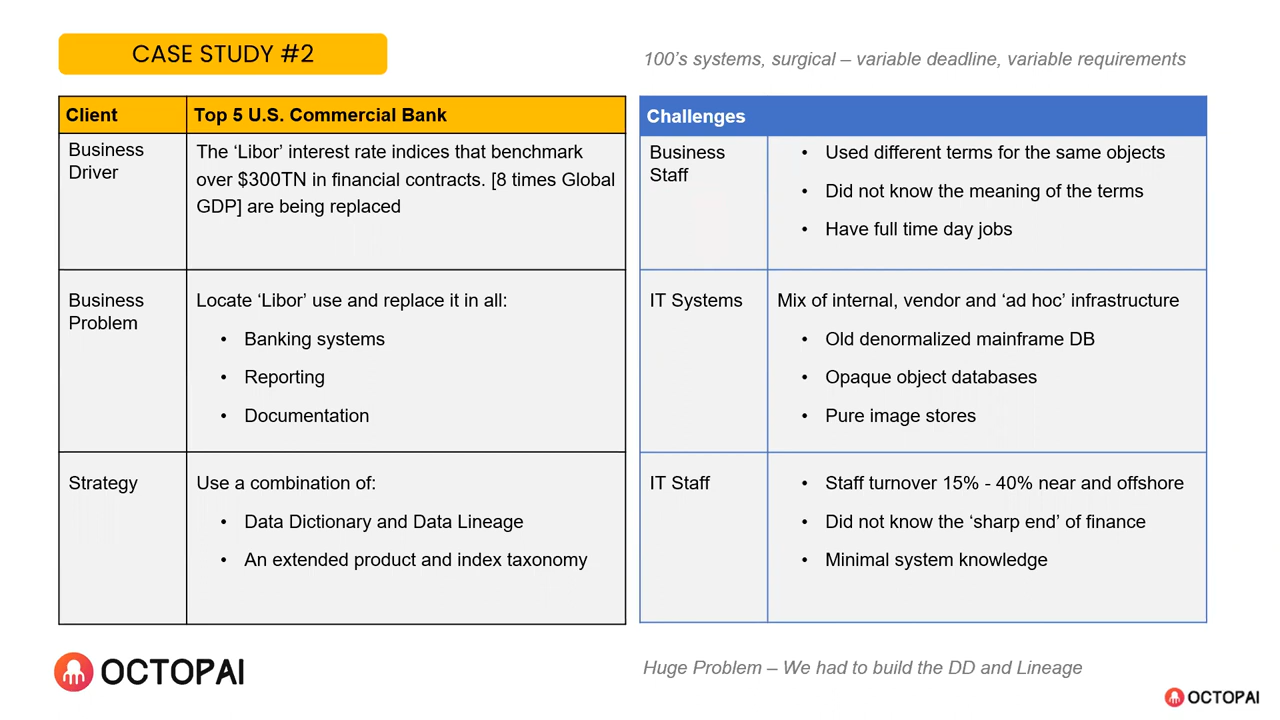 CASE STUDY #2
100's systems, surgical – variable deadline, variable requirements
Client
Top 5 U.S. Commercial Bank
Business
Driver
The 'Libor' interest rate indices that benchmark
over $300TN in financial contracts. [8 times Global
GDP] are being replaced
Business
Problem
Locate 'Libor' use and replace it in all:
• Banking systems
• Reporting
• Documentation
Strategy
Use a combination of:
• Data Dictionary and Data Lineage
• An extended product and index taxonomy
Challenges
Business
Staff
• Used different terms for the same objects
• Did not know the meaning of the terms
• Have full time day jobs
IT Systems
Mix of internal, vendor and 'ad hoc' infrastructure
• Old denormalized mainframe DB
• Opaque object databases
• Pure image stores
IT Staff
• Staff turnover 15% - 40% near and offshore
• Did not know the 'sharp end' of finance
• Minimal system knowledge
OCTOPAI
Huge Problem – We had to build the DD and Lineage
OCTOPAI